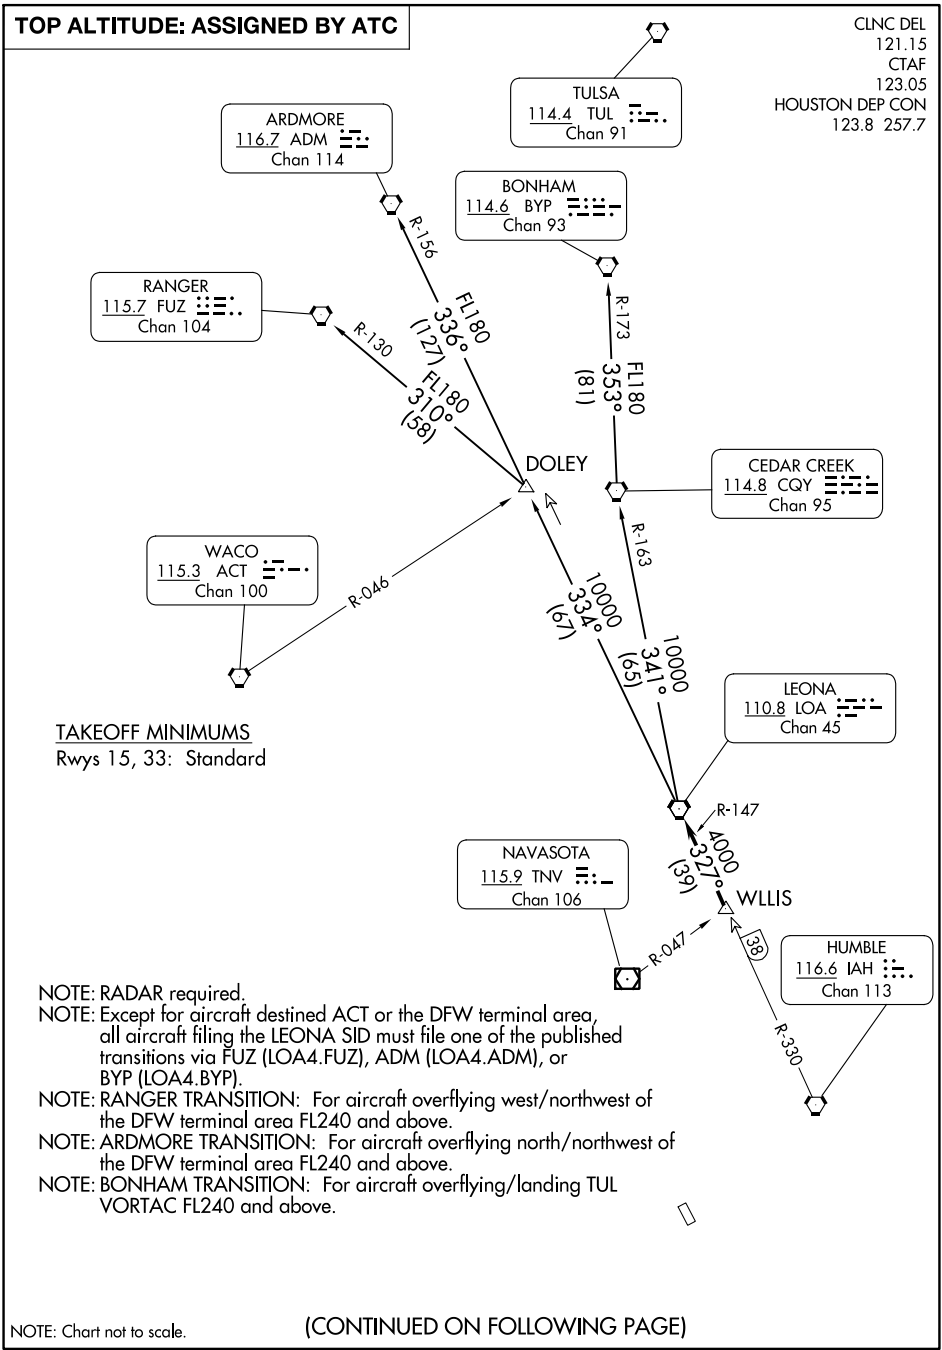 TOP ALTITUDE: ASSIGNED BY ATC
CLNC DEL
121.15
CTAF
123.05
HOUSTON DEP CON
123.8 257.7
TULSA
114.4 TUL
Chan 91
ARDMORE
116.7 ADM
Chan 114
BONHAM
114.6 BYP
Chan 93
RANGER
115.7 FUZ
Chan 104
R-156
FL180
336°
(127)
R-130
FL180
310°
(58)
R-173
FL180
353°
(81)
DOLEY
CEDAR CREEK
114.8 CQY
Chan 95
WACO
115.3 ACT
Chan 100
R-046
R-163
10000
334°
(67)
10000
341°
(65)
LEONA
110.8 LOA
Chan 45
TAKEOFF MINIMUMS
Rwys 15, 33: Standard
R-147
4000
327°
(39)
NAVASOTA
115.9 TNV
Chan 106
WLLIS
R-047
38
HUMBLE
116.6 IAH
Chan 113
R-330
NOTE: RADAR required.
NOTE: Except for aircraft destined ACT or the DFW terminal area,
all aircraft filing the LEONA SID must file one of the published
transitions via FUZ (LOA4.FUZ), ADM (LOA4.ADM), or
BYP (LOA4.BYP).
NOTE: RANGER TRANSITION: For aircraft overflying west/northwest of
the DFW terminal area FL240 and above.
NOTE: ARDMORE TRANSITION: For aircraft overflying north/northwest of
the DFW terminal area FL240 and above.
NOTE: BONHAM TRANSITION: For aircraft overflying/landing TUL
VORTAC FL240 and above.
NOTE: Chart not to scale.
(CONTINUED ON FOLLOWING PAGE)